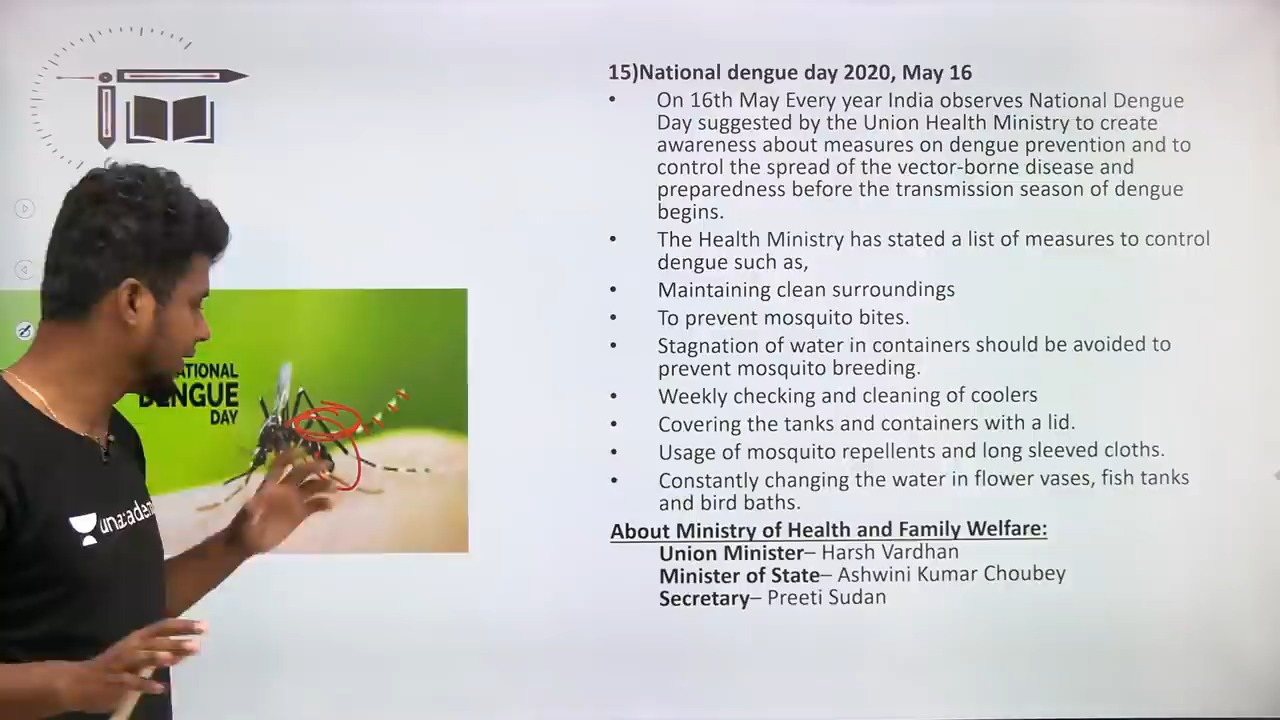 15)National dengue day 2020, May 16
• On 16th May Every year India observes National Dengue
Day suggested by the Union Health Ministry to create
awareness about measures on dengue prevention and to
control the spread of the vector-borne disease and
preparedness before the transmission season of dengue
begins.
• The Health Ministry has stated a list of measures to control
dengue such as,
• Maintaining clean surroundings
• To prevent mosquito bites.
• Stagnation of water in containers should be avoided to
prevent mosquito breeding.
• Weekly checking and cleaning of coolers
• Covering the tanks and containers with a lid.
• Usage of mosquito repellents and long sleeved cloths.
• Constantly changing the water in flower vases, fish tanks
and bird baths.
About Ministry of Health and Family Welfare:
Union Minister– Harsh Vardhan
Minister of State– Ashwini Kumar Choubey
Secretary– Preeti Sudan
ATIONAL
DENGUE
DAY
unacadem